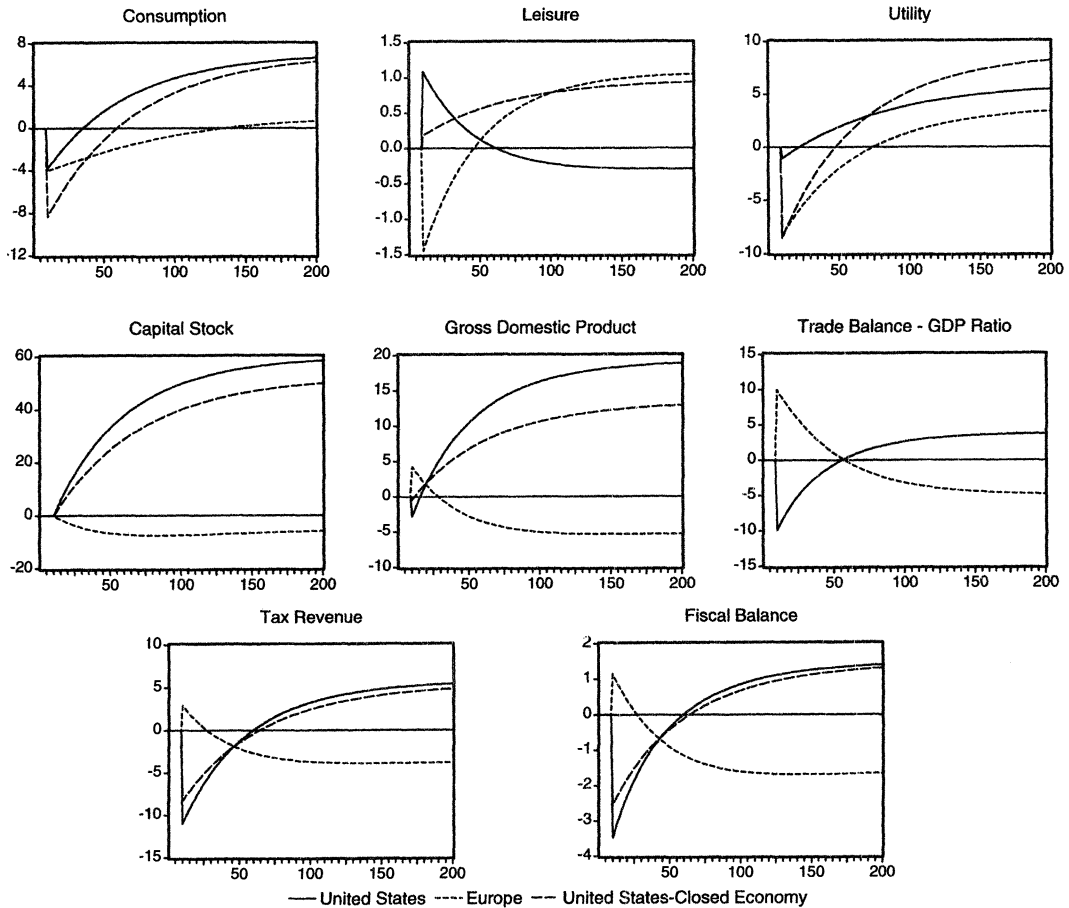 Consumption
Leisure
Utility
8
4
0
-4
-8
-12
50 100 150 200
1.5
1.0
0.5
0.0
-0.5
-1.0
-1.5
50 100 150 200
10
5
0
-5
-10
50 100 150 200
Capital Stock
Gross Domestic Product
Trade Balance - GDP Ratio
60
40
20
0
-20
50 100 150 200
20
15
10
5
0
-5
-10
50 100 150 200
15
10
5
0
-5
-10
-15
50 100 150 200
Tax Revenue
Fiscal Balance
10
5
0
-5
-10
-15
50 100 150 200
2
1
0
-1
-2
-3
-4
50 100 150 200
United States Europe United States-Closed Economy